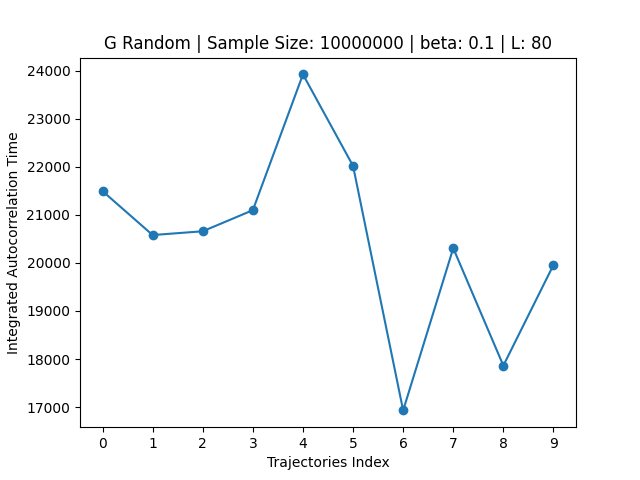 G Random | Sample Size: 10000000 | beta: 0.1 | L: 80
Integrated Autocorrelation Time
24000
23000
22000
21000
20000
19000
18000
17000
0 1 2 3 4 5 6 7 8 9
Trajectories Index